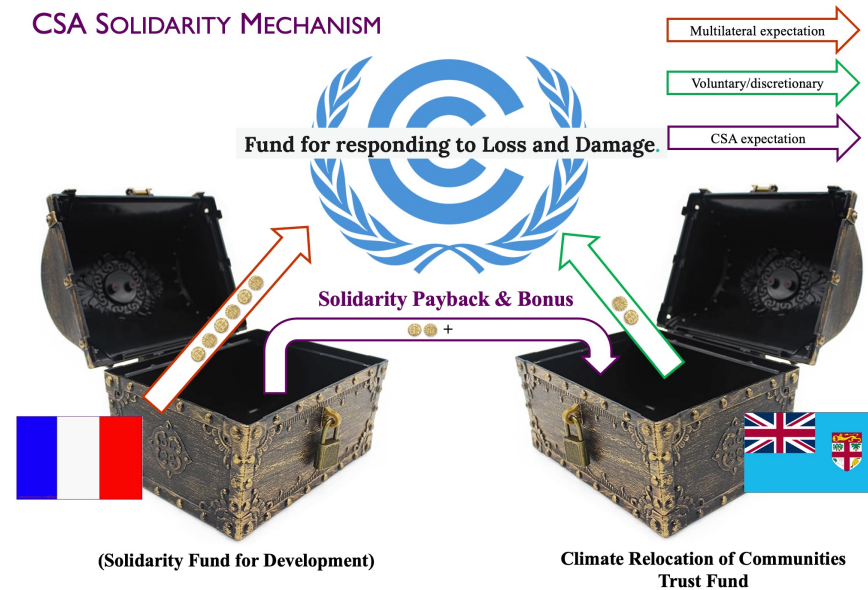 CSA SOLIDARITY MECHANISM
Multilateral expectation
Voluntary/discretionary
CSA expectation
Fund for responding to Loss and Damage.
Solidarity Payback & Bonus
+
(Solidarity Fund for Development)
Climate Relocation of Communities
Trust Fund